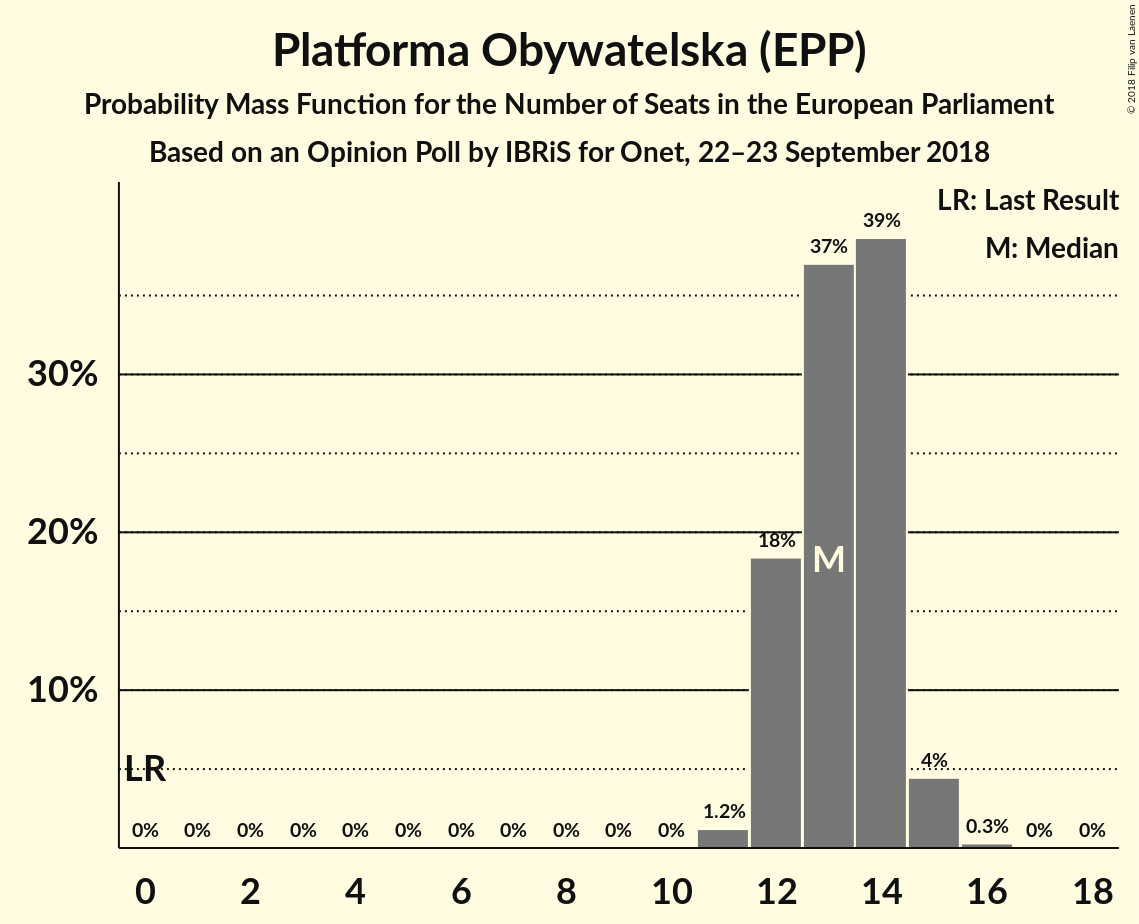 Platforma Obywatelska (EPP)
Probability Mass Function for the Number of Seats in the European Parliament
Based on an Opinion Poll by IBRiS for Onet, 22–23 September 2018
© 2018 Filip van Laenen
LR: Last Result
M: Median
39%
37%
30%
20%
18%
M
10%
LR
4%
1.2%
0.3%
0% 0% 0% 0% 0% 0% 0% 0% 0% 0% 0% 0% 0%
0 2 4 6 8 10 12 14 16 18